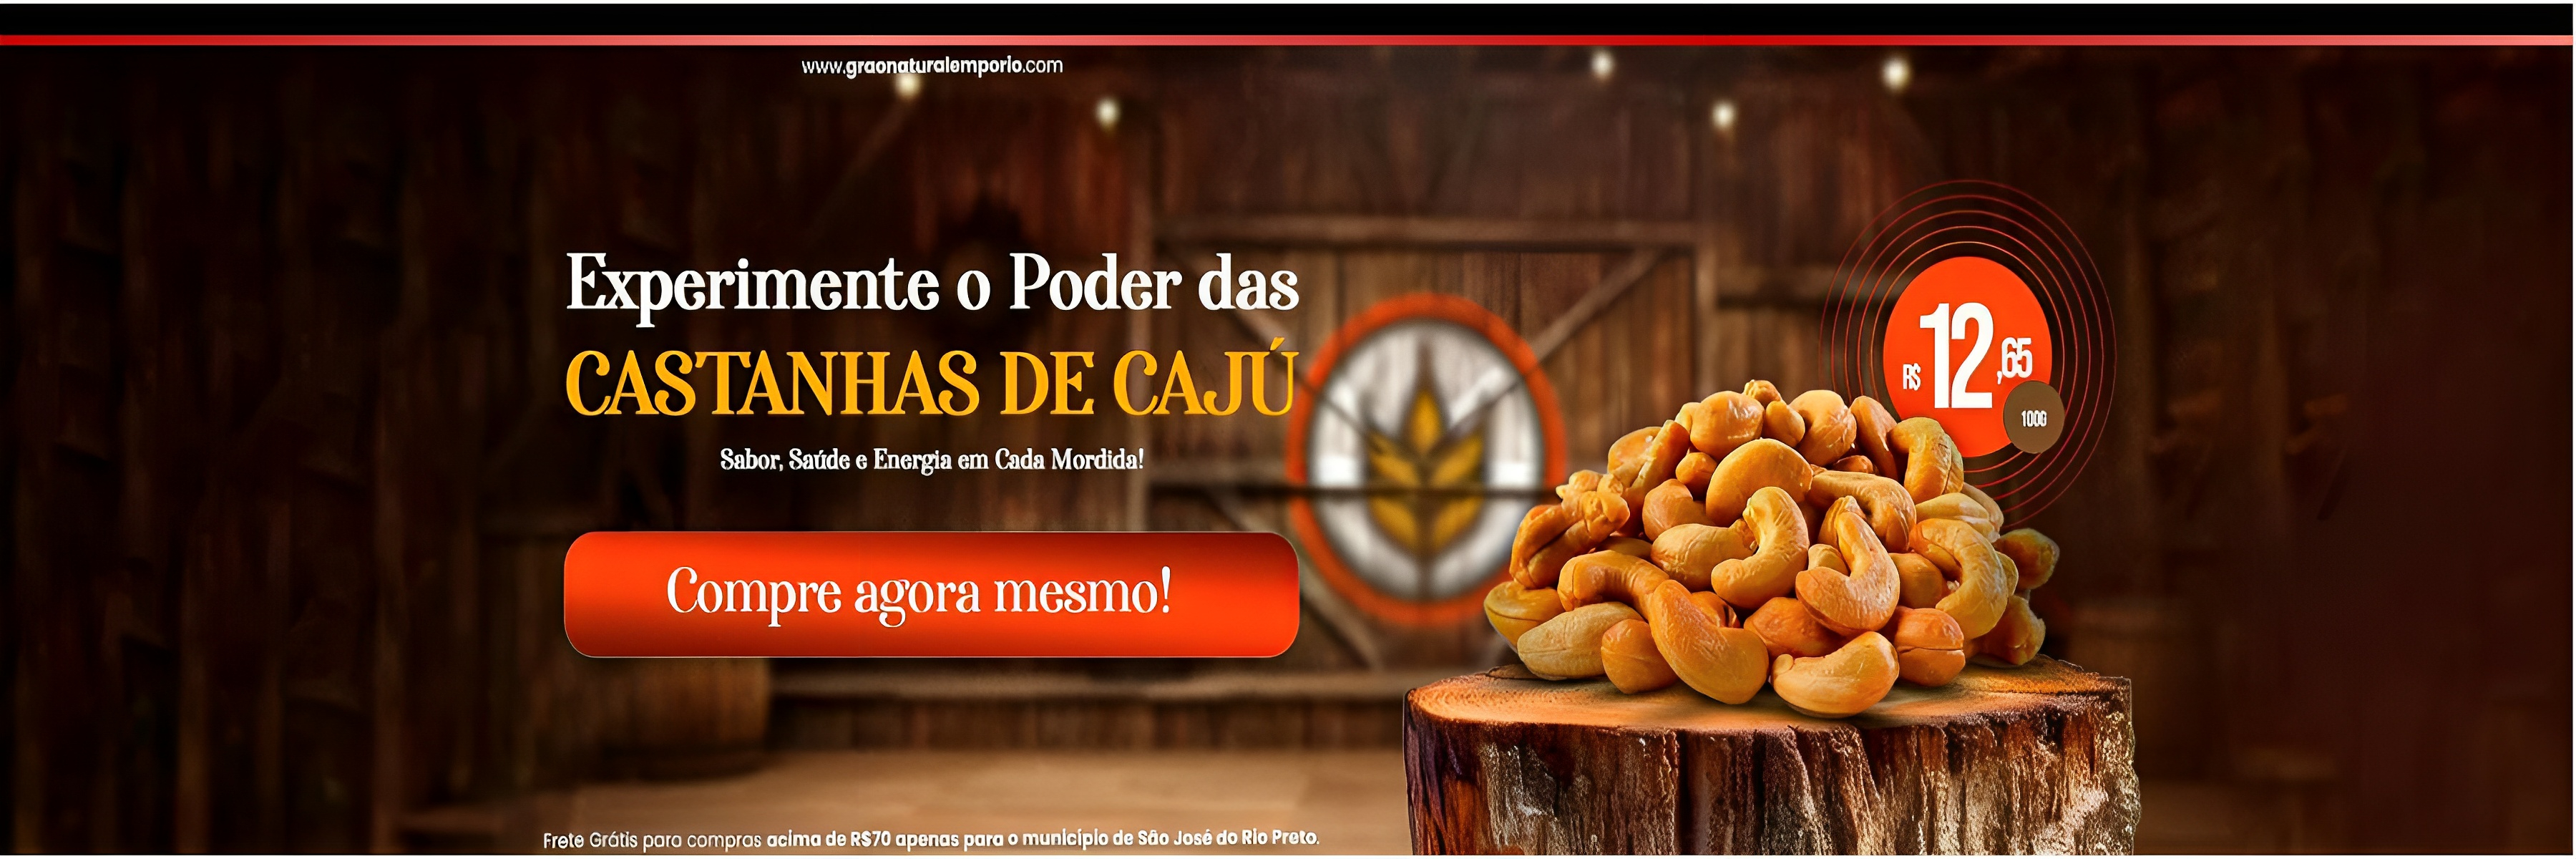 www.graonaturalemporio.com
Experimente o Poder das
CASTANHAS DE CAJÚ
Sabor, Saúde e Energia em Cada Mordida!
Compre agora mesmo!
R$ 12,65
100G
Frete Grátis para compras acima de R$70 apenas para o município de São José do Rio Preto.